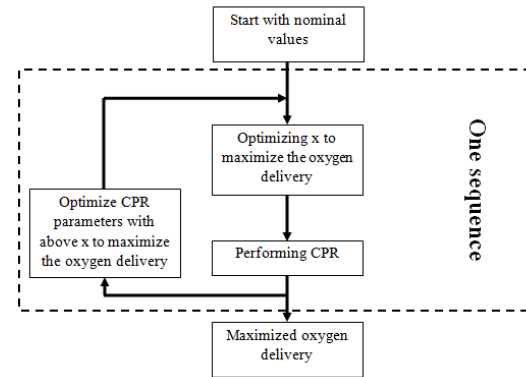 Start with nominal
values
Optimizing x to
maximize the oxygen
delivery
One sequence
Optimize CPR
parameters with
above x to maximize
the oxygen delivery
Performing CPR
Maximized oxygen
delivery